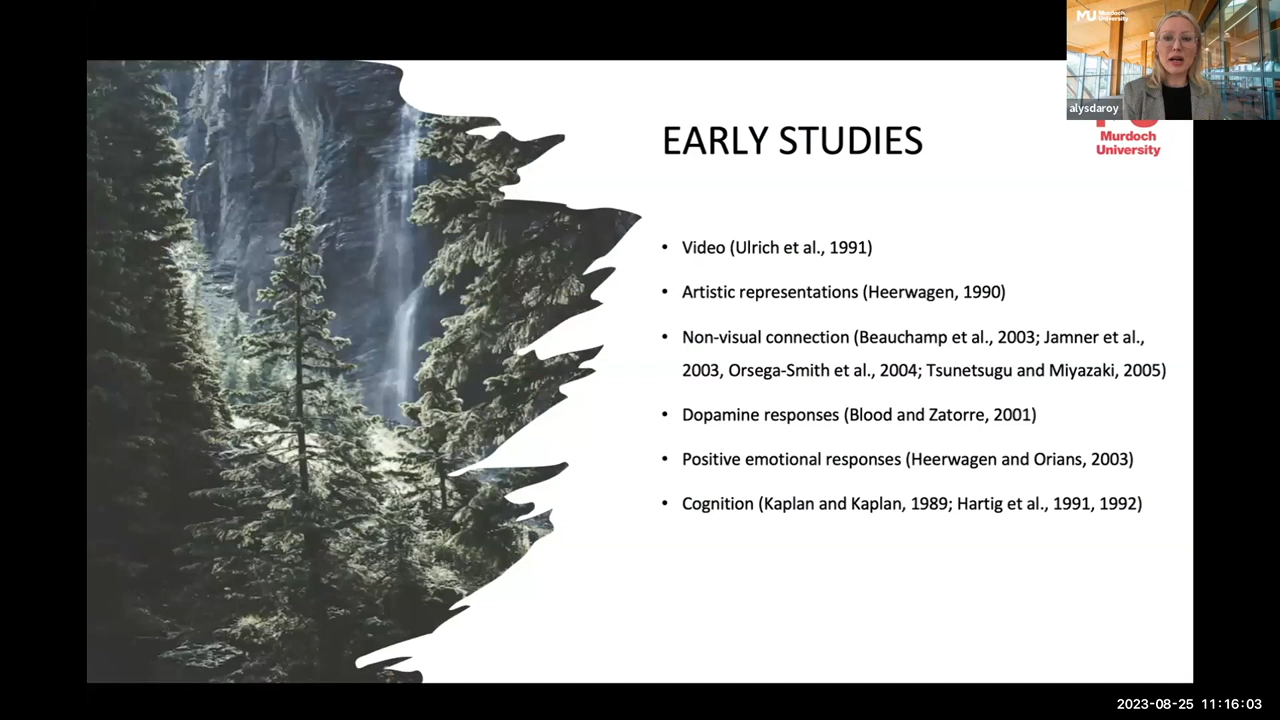 MU Murdoch
University
alysdaroy
EARLY STUDIES
Murdoch
University
• Video (Ulrich et al., 1991)
• Artistic representations (Heerwagen, 1990)
• Non-visual connection (Beauchamp et al., 2003; Jamner et al.,
2003, Orsega-Smith et al., 2004; Tsunetsugu and Miyazaki, 2005)
• Dopamine responses (Blood and Zatorre, 2001)
• Positive emotional responses (Heerwagen and Orians, 2003)
• Cognition (Kaplan and Kaplan, 1989; Hartig et al., 1991, 1992)
2023-08-25 11:16:03